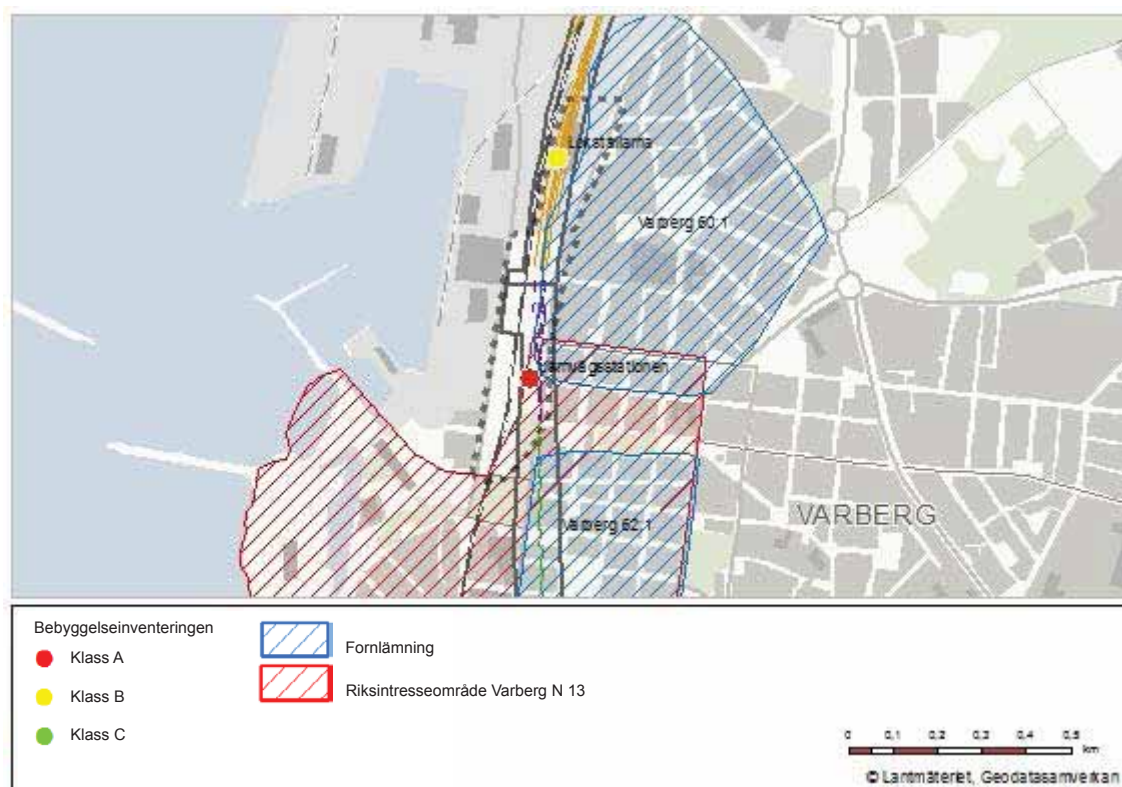 Lokstallarna
Varberg 60:1
Järnvägsstationen
Varberg 62:1
VARBERG
Bebyggelseinventeringen
Klass A
Klass B
Klass C
Fornlämning
Riksintresseområde Varberg N 13
0 0,1 0,2 0,3 0,4 0,5
km
© Lantmäteriet, Geodatasamverkan